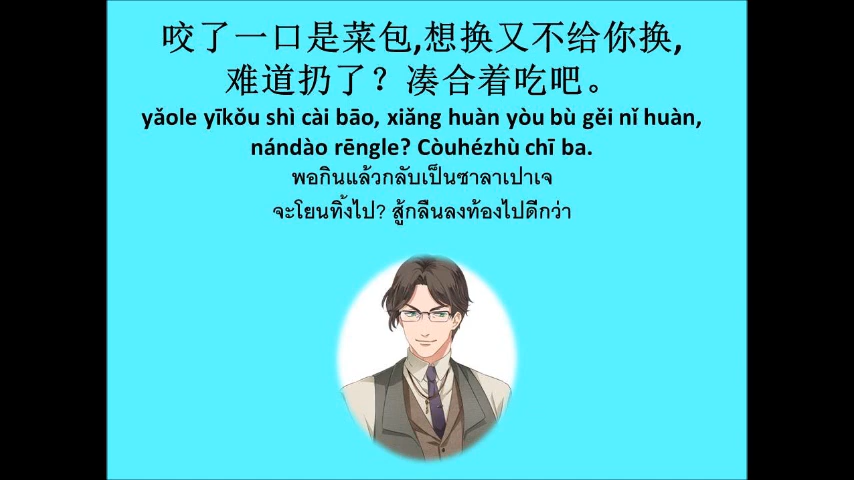 咬了一口是菜包,想换又不给你换,
难道扔了？凑合着吃吧。
yǎole yīkǒu shì cài bāo, xiǎng huàn yòu bù gěi nǐ huàn,
nándào rēngle? Còuhézhù chī ba.
พอกินแล้วกลับเป็นซาลาเปาเจ
จะโยนทิ้งไป? สู้กลืนลงท้องไปดีกว่า